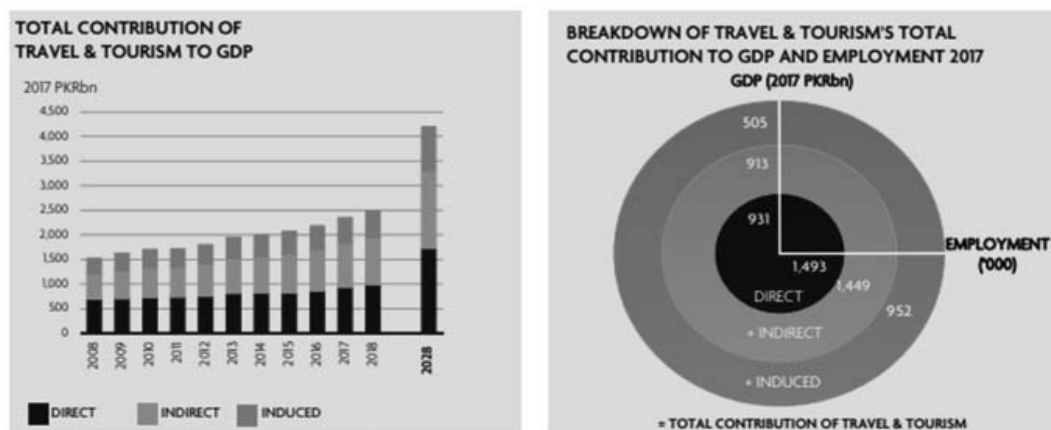 TOTAL CONTRIBUTION OF
TRAVEL & TOURISM TO GDP
2017 PKRbn
4,500
4,000
3,500
3,000
2,500
2,000
1,500
1,000
500
0
2008
2009
2010
2011
2012
2013
2014
2015
2016
2017
2018
2028
DIRECT
INDIRECT
INDUCED
BREAKDOWN OF TRAVEL & TOURISM'S TOTAL
CONTRIBUTION TO GDP AND EMPLOYMENT 2017
GDP (2017 PKRbn)
505
913
931
EMPLOYMENT
('000)
1,493
1,449
952
DIRECT
+ INDIRECT
+ INDUCED
= TOTAL CONTRIBUTION OF TRAVEL & TOURISM